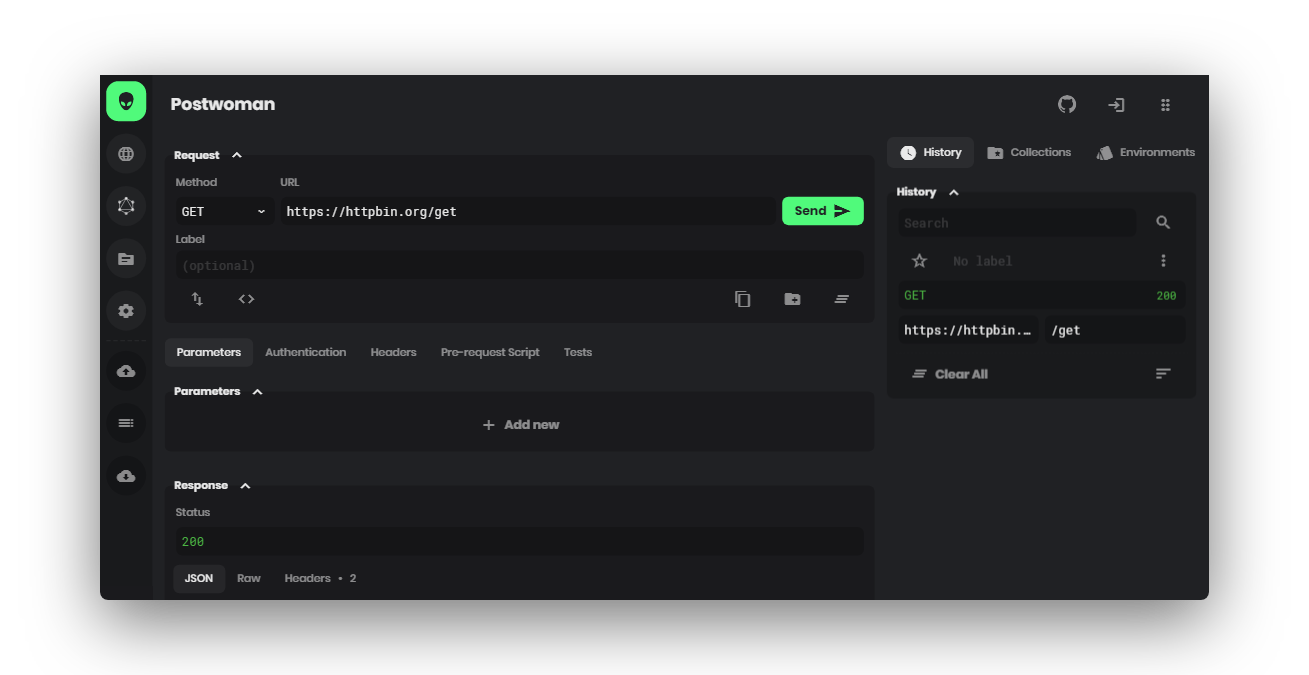 Postwoman
Request
Method URL
GET https://httpbin.org/get Send
Label
(optional)
Parameters Authentication Headers Pre-request Script Tests
Parameters
+ Add new
Response
Status
200
JSON Raw Headers • 2
History Collections Environments
History
Search
No label
GET 200
https://httpbin.… /get
Clear All